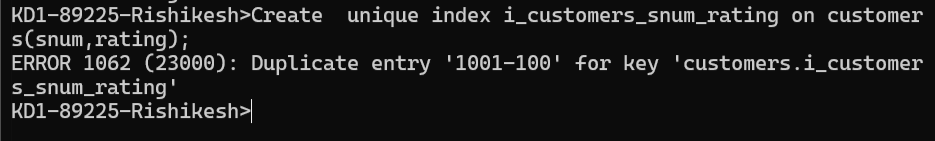 KD1-89225-Rishikesh>Create  unique index i_customers_snum_rating on customer
s(snum,rating);
ERROR 1062 (23000): Duplicate entry '1001-100' for key 'customers.i_customer
s_snum_rating'
KD1-89225-Rishikesh>